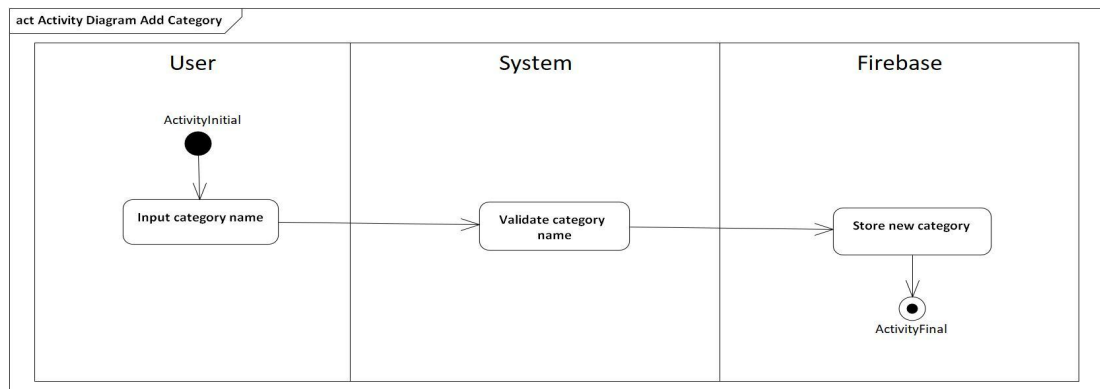 act Activity Diagram Add Category
User
System
Firebase
ActivityInitial
Input category name
Validate category
name
Store new category
ActivityFinal